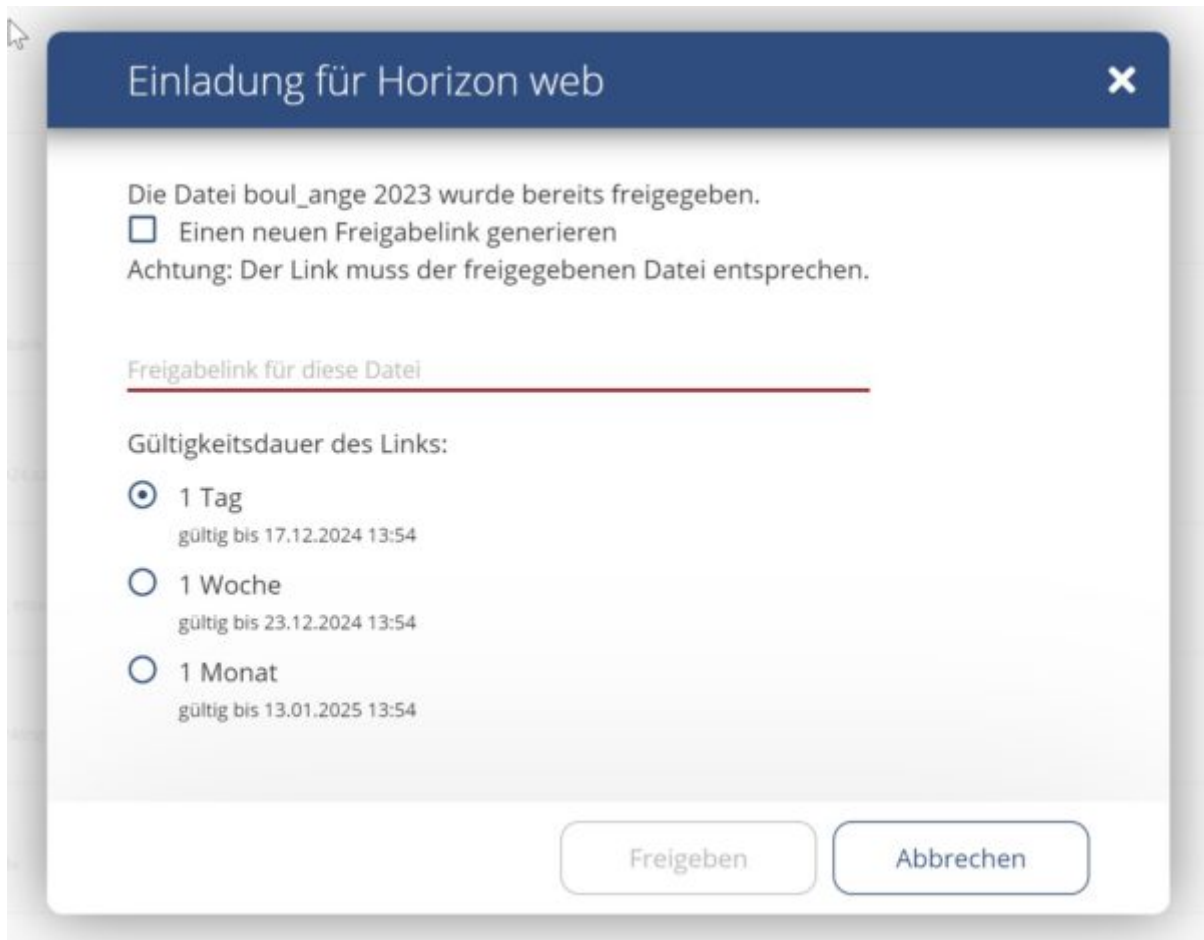 Einladung für Horizon web
Die Datei boul_ange 2023 wurde bereits freigegeben.
Einen neuen Freigabelink generieren
Achtung: Der Link muss der freigegebenen Datei entsprechen.
Freigabelink für diese Datei
Gültigkeitsdauer des Links:
1 Tag
gültig bis 17.12.2024 13:54
1 Woche
gültig bis 23.12.2024 13:54
1 Monat
gültig bis 13.01.2025 13:54
Freigeben
Abbrechen